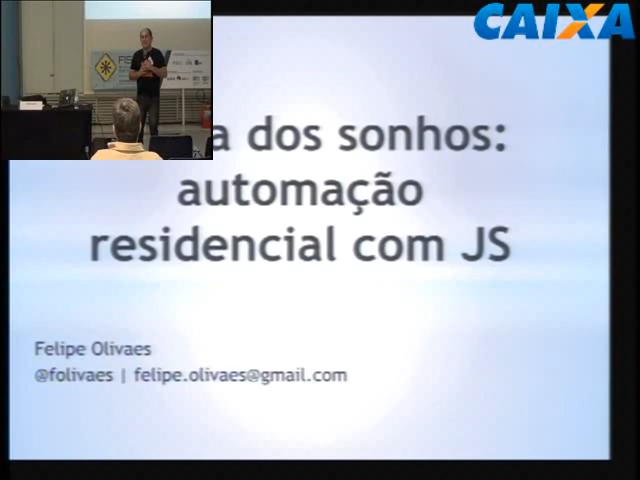 CAIXA
a dos sonhos:
automação
residencial com JS
Felipe Olivaes
@folivaes | felipe.olivaes@gmail.com